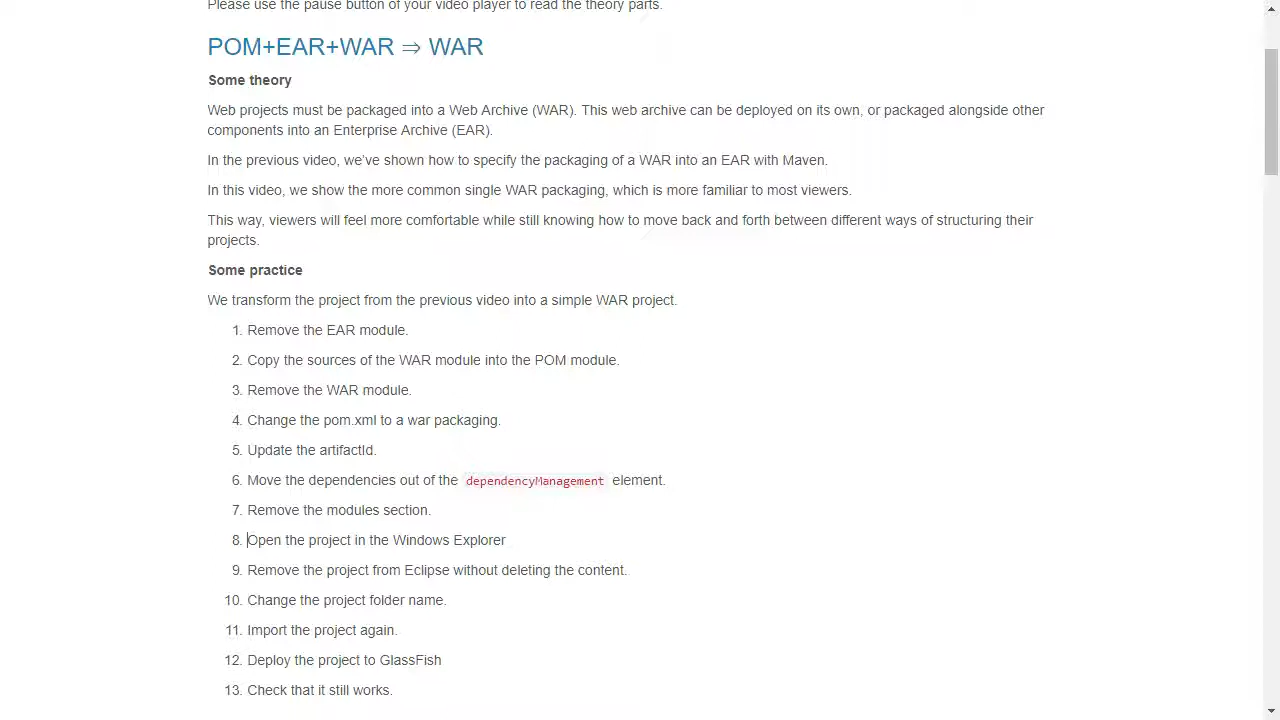 Please use the pause button of your video player to read the theory parts.
POM+EAR+WAR ⇒ WAR
Some theory
Web projects must be packaged into a Web Archive (WAR). This web archive can be deployed on its own, or packaged alongside other
components into an Enterprise Archive (EAR).
In the previous video, we've shown how to specify the packaging of a WAR into an EAR with Maven.
In this video, we show the more common single WAR packaging, which is more familiar to most viewers.
This way, viewers will feel more comfortable while still knowing how to move back and forth between different ways of structuring their
projects.
Some practice
We transform the project from the previous video into a simple WAR project.
1. Remove the EAR module.
2. Copy the sources of the WAR module into the POM module.
3. Remove the WAR module.
4. Change the pom.xml to a war packaging.
5. Update the artifactId.
6. Move the dependencies out of the dependencyManagement element.
7. Remove the modules section.
8. Open the project in the Windows Explorer
9. Remove the project from Eclipse without deleting the content.
10. Change the project folder name.
11. Import the project again.
12. Deploy the project to GlassFish
13. Check that it still works.